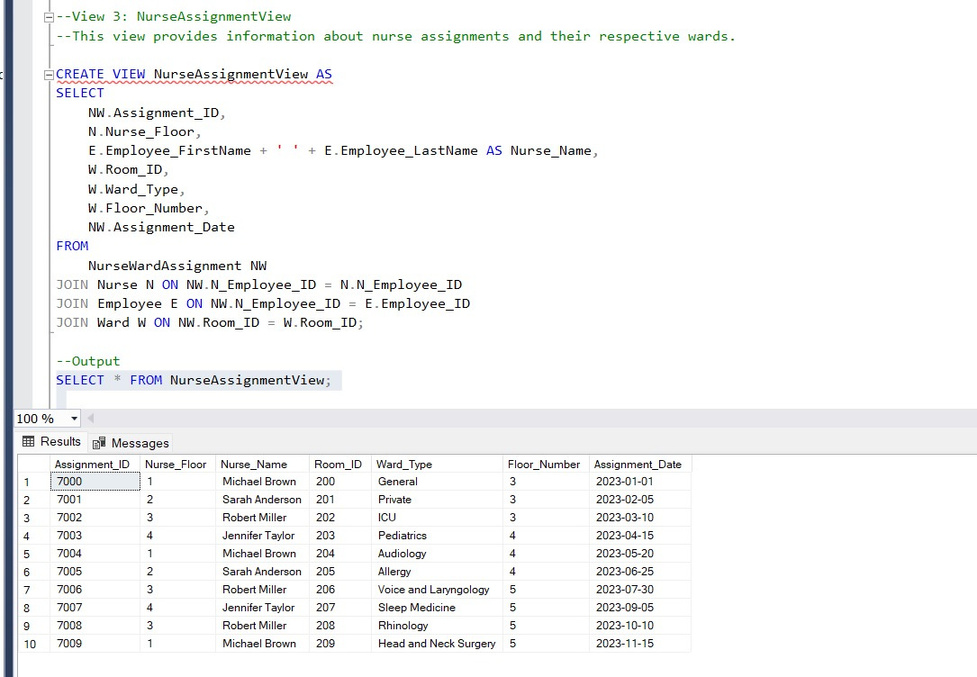 --View 3: NurseAssignmentView
--This view provides information about nurse assignments and their respective wards.
CREATE VIEW NurseAssignmentView AS
SELECT
NW.Assignment_ID,
N.Nurse_Floor,
E.Employee_FirstName + ' ' + E.Employee_LastName AS Nurse_Name,
W.Room_ID,
W.Ward_Type,
W.Floor_Number,
NW.Assignment_Date
FROM
NurseWardAssignment NW
JOIN Nurse N ON NW.N_Employee_ID = N.N_Employee_ID
JOIN Employee E ON NW.N_Employee_ID = E.Employee_ID
JOIN Ward W ON NW.Room_ID = W.Room_ID;
--Output
SELECT * FROM NurseAssignmentView;
100 %
Results Messages
Assignment_ID Nurse_Floor Nurse_Name Room_ID Ward_Type Floor_Number Assignment_Date
1 7000 1 Michael Brown 200 General 3 2023-01-01
2 7001 2 Sarah Anderson 201 Private 3 2023-02-05
3 7002 3 Robert Miller 202 ICU 3 2023-03-10
4 7003 4 Jennifer Taylor 203 Pediatrics 4 2023-04-15
5 7004 1 Michael Brown 204 Audiology 4 2023-05-20
6 7005 2 Sarah Anderson 205 Allergy 4 2023-06-25
7 7006 3 Robert Miller 206 Voice and Laryngology 5 2023-07-30
8 7007 4 Jennifer Taylor 207 Sleep Medicine 5 2023-09-05
9 7008 3 Robert Miller 208 Rhinology 5 2023-10-10
10 7009 1 Michael Brown 209 Head and Neck Surgery 5 2023-11-15